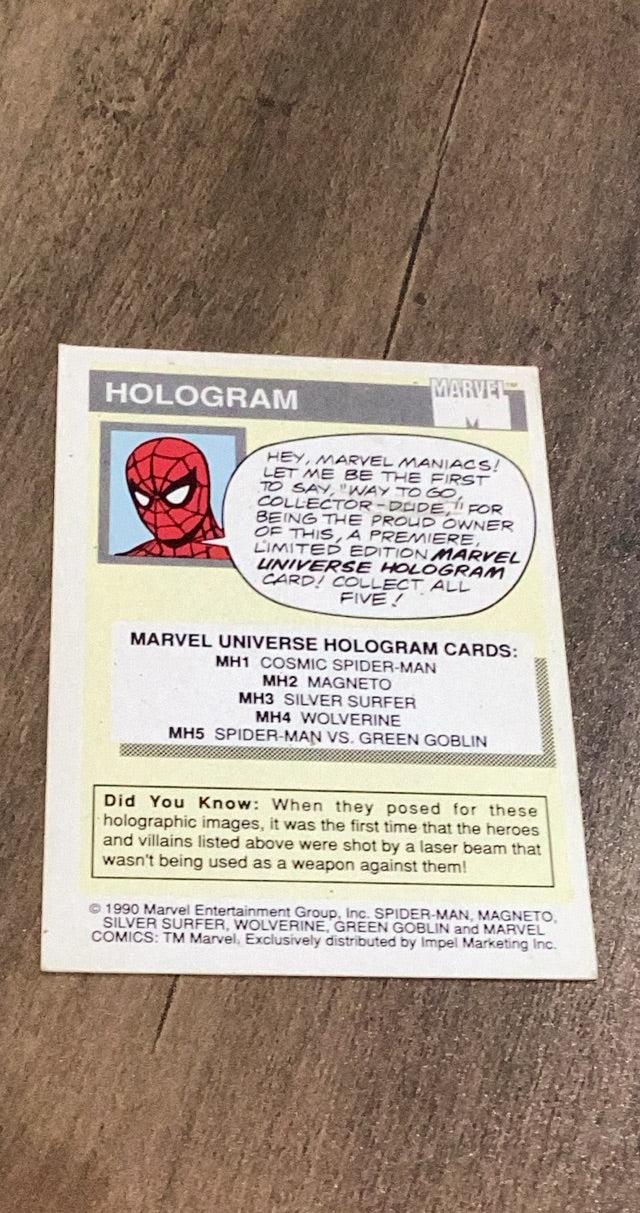 HOLOGRAM
MARVEL™
M
HEY, MARVEL MANIACS!
LET ME BE THE FIRST
TO SAY, "WAY TO GO,
COLLECTOR-DUDE," FOR
BEING THE PROUD OWNER
OF THIS, A PREMIERE,
LIMITED EDITION MARVEL
UNIVERSE HOLOGRAM
CARD! COLLECT ALL
FIVE!
MARVEL UNIVERSE HOLOGRAM CARDS:
MH1 COSMIC SPIDER-MAN
MH2 MAGNETO
MH3 SILVER SURFER
MH4 WOLVERINE
MH5 SPIDER-MAN VS. GREEN GOBLIN
Did You Know: When they posed for these
holographic images, it was the first time that the heroes
and villains listed above were shot by a laser beam that
wasn't being used as a weapon against them!
© 1990 Marvel Entertainment Group, Inc. SPIDER-MAN, MAGNETO,
SILVER SURFER, WOLVERINE, GREEN GOBLIN and MARVEL
COMICS: TM Marvel. Exclusively distributed by Impel Marketing Inc.